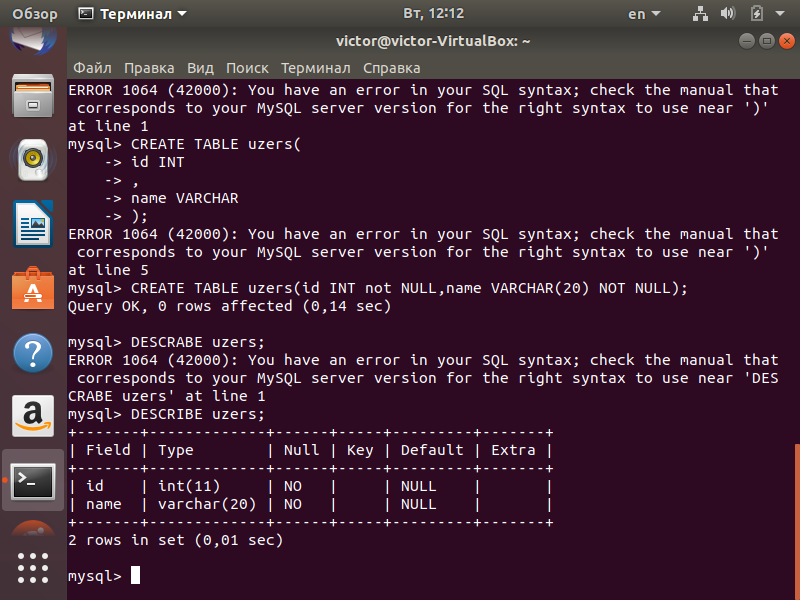 Обзор Терминал Вт, 12:12 en
victor@victor-VirtualBox: ~
Файл Правка Вид Поиск Терминал Справка
ERROR 1064 (42000): You have an error in your SQL syntax; check the manual that
corresponds to your MySQL server version for the right syntax to use near ')'
at line 1
mysql> CREATE TABLE uzers(
-> id INT
-> ,
-> name VARCHAR
-> );
ERROR 1064 (42000): You have an error in your SQL syntax; check the manual that
corresponds to your MySQL server version for the right syntax to use near ')'
at line 5
mysql> CREATE TABLE uzers(id INT not NULL,name VARCHAR(20) NOT NULL);
Query OK, 0 rows affected (0,14 sec)
mysql> DESCRABE uzers;
ERROR 1064 (42000): You have an error in your SQL syntax; check the manual that
corresponds to your MySQL server version for the right syntax to use near 'DES
CRABE uzers' at line 1
mysql> DESCRIBE uzers;
+-------+-------------+------+-----+---------+-------+
| Field | Type        | Null | Key | Default | Extra |
+-------+-------------+------+-----+---------+-------+
| id    | int(11)     | NO   |     | NULL    |       |
| name  | varchar(20) | NO   |     | NULL    |       |
+-------+-------------+------+-----+---------+-------+
2 rows in set (0,01 sec)
mysql>